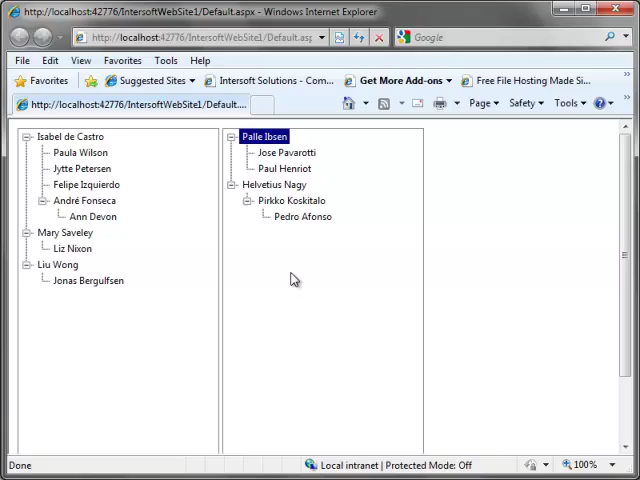 http://localhost:42776/IntersoftWebSite1/Default.aspx - Windows Internet Explorer
http://localhost:42776/IntersoftWebSite1/Default.asp
Google
File Edit View Favorites Tools Help
Favorites Suggested Sites Intersoft Solutions - Com... Get More Add-ons Free File Hosting Made Si... »
http://localhost:42776/IntersoftWebSite1/Default.... Page Safety Tools »
Isabel de Castro
Paula Wilson
Jytte Petersen
Felipe Izquierdo
André Fonseca
Ann Devon
Mary Saveley
Liz Nixon
Liu Wong
Jonas Bergulfsen
Palle Ibsen
Jose Pavarotti
Paul Henriot
Helvetius Nagy
Pirkko Koskitalo
Pedro Afonso
Done Local intranet | Protected Mode: Off 100%